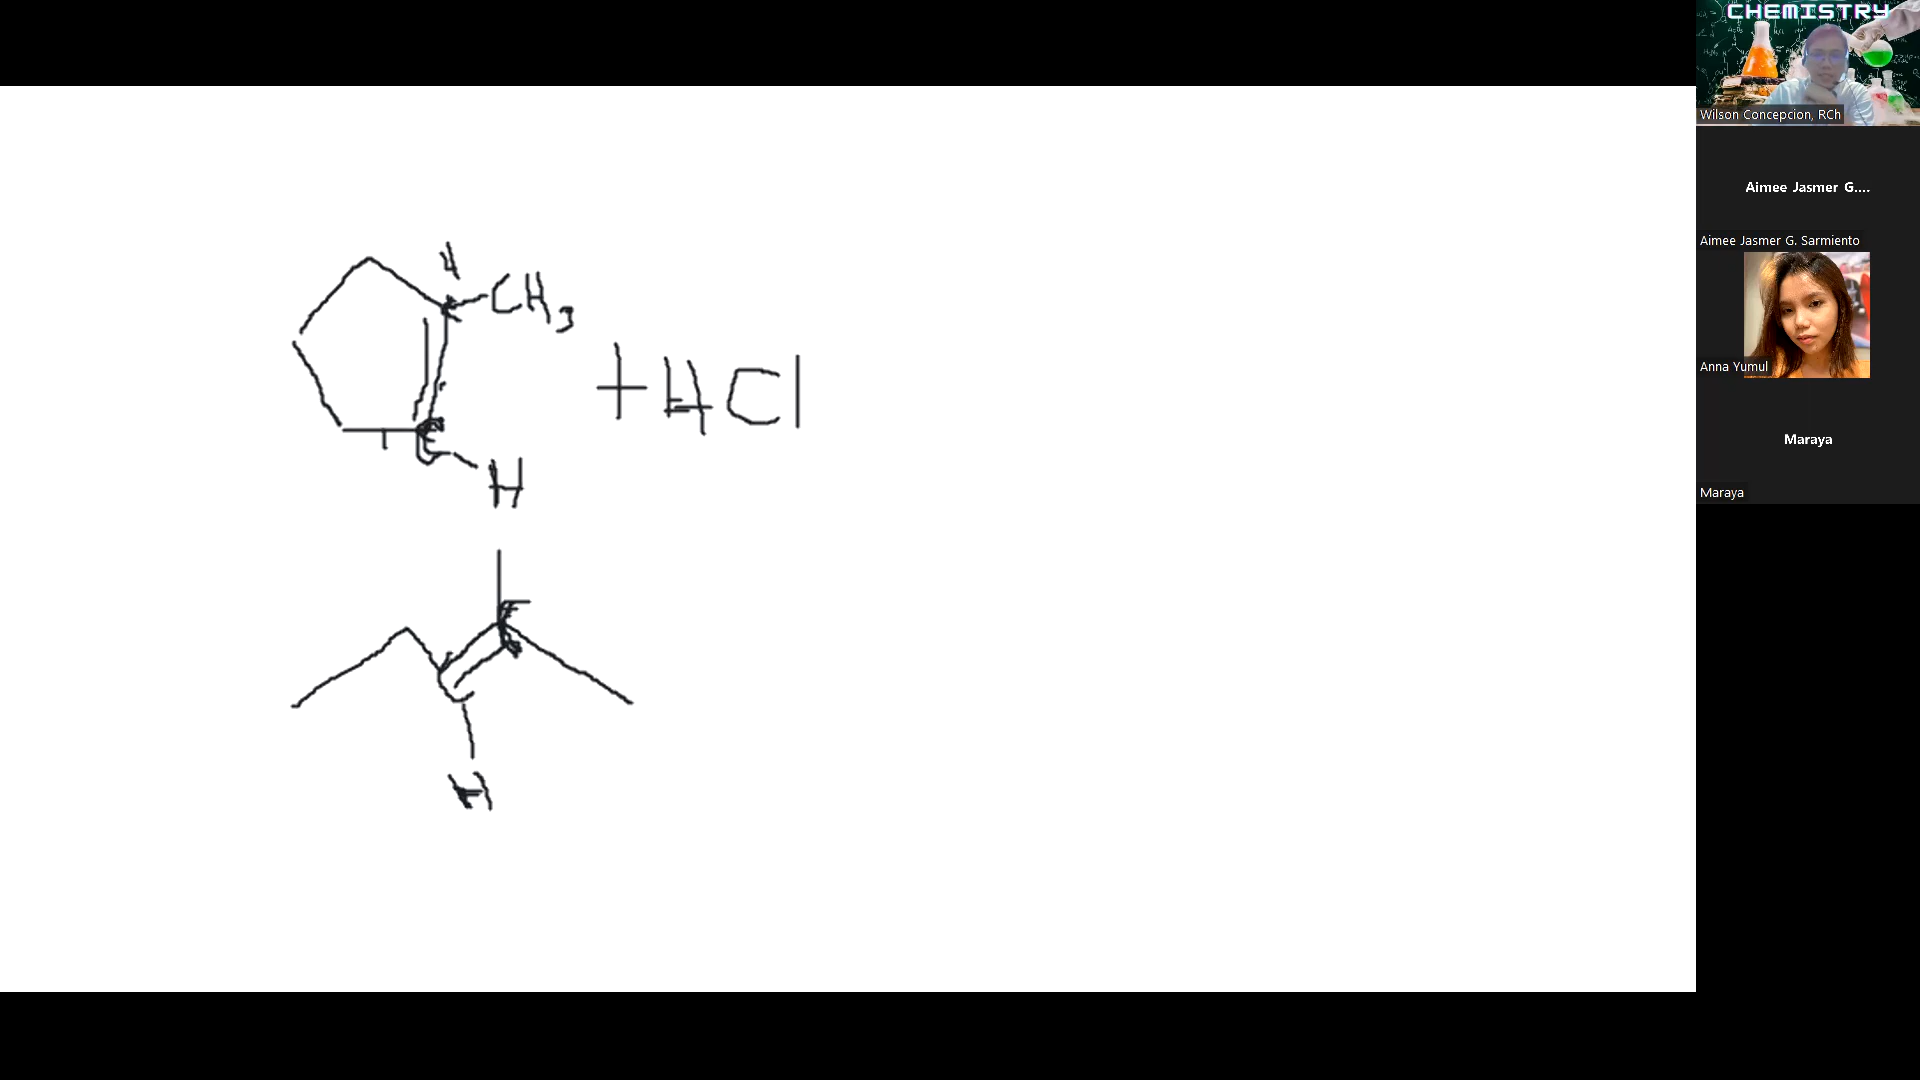 CHEMISTRY
Wilson Concepcion, RCh
Aimee Jasmer G....
Aimee Jasmer G. Sarmiento
Anna Yumul
Maraya
Maraya
CH3
+ HCl
H
H